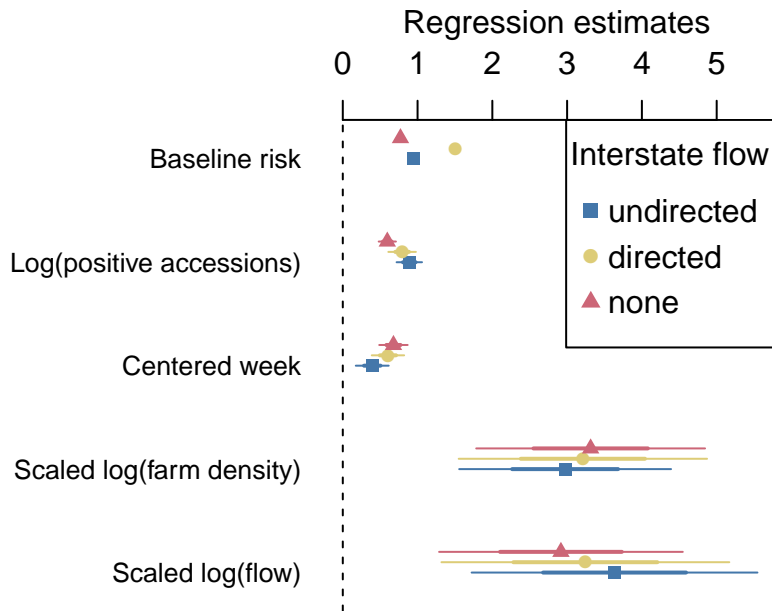 Regression estimates
0 1 2 3 4 5
Baseline risk
Interstate flow
undirected
directed
none
Log(positive accessions)
Centered week
Scaled log(farm density)
Scaled log(flow)